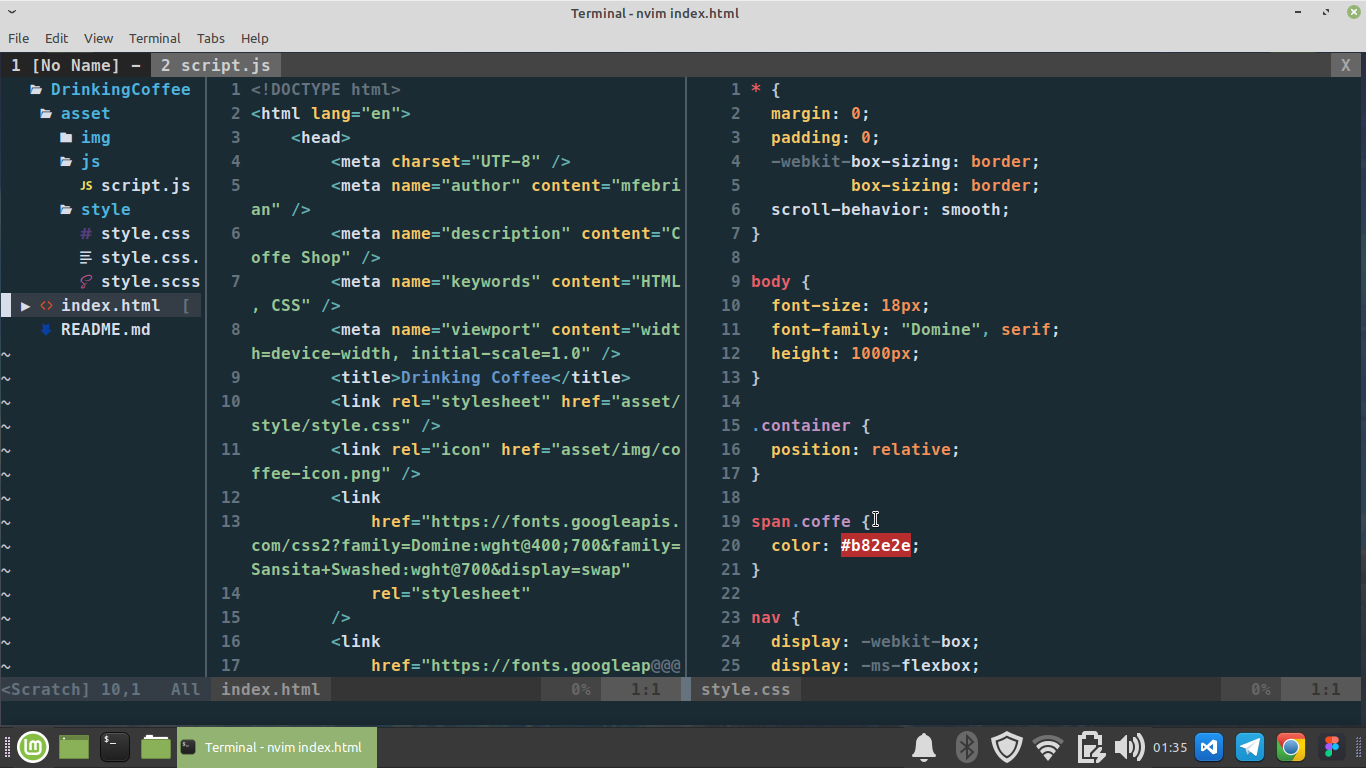 Terminal - nvim index.html
File Edit View Terminal Tabs Help
1 [No Name] - 2 script.js X
DrinkingCoffee
asset
img
js
JS script.js
style
# style.css
style.css.
style.scss
▶ <> index.html [
README.md
~
~
~
~
~
~
~
~
~
~
~
~
~
~
1 <!DOCTYPE html>
2 <html lang="en">
3 <head>
4 <meta charset="UTF-8" />
5 <meta name="author" content="mfebri
an" />
6 <meta name="description" content="C
offe Shop" />
7 <meta name="keywords" content="HTML
, CSS" />
8 <meta name="viewport" content="widt
h=device-width, initial-scale=1.0" />
9 <title>Drinking Coffee</title>
10 <link rel="stylesheet" href="asset/
style/style.css" />
11 <link rel="icon" href="asset/img/co
ffee-icon.png" />
12 <link
13 href="https://fonts.googleapis.
com/css2?family=Domine:wght@400;700&family=
Sansita+Swashed:wght@700&display=swap"
14 rel="stylesheet"
15 />
16 <link
17 href="https://fonts.googleap@@@
1 * {
2 margin: 0;
3 padding: 0;
4 -webkit-box-sizing: border;
5 box-sizing: border;
6 scroll-behavior: smooth;
7 }
8
9 body {
10 font-size: 18px;
11 font-family: "Domine", serif;
12 height: 1000px;
13 }
14
15 .container {
16 position: relative;
17 }
18
19 span.coffe {
20 color: #b82e2e;
21 }
22
23 nav {
24 display: -webkit-box;
25 display: -ms-flexbox;
<Scratch] 10,1 All index.html 0% 1:1 style.css 0% 1:1
Terminal - nvim index.html 01:35